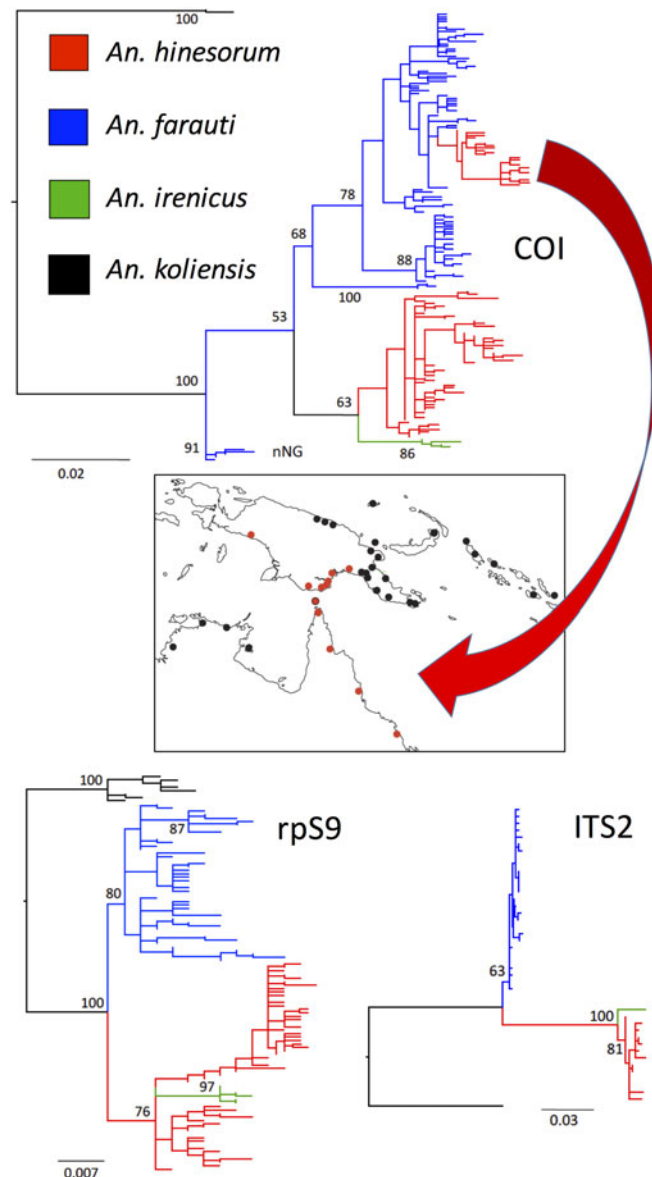 100
An. hinesorum
An. farauti
An. irenicus
An. koliensis
78
68
88
COI
100
53
63
100
86
91
nNG
0.02
100
87
rpS9
ITS2
80
63
100
100
81
97
76
0.03
0.007